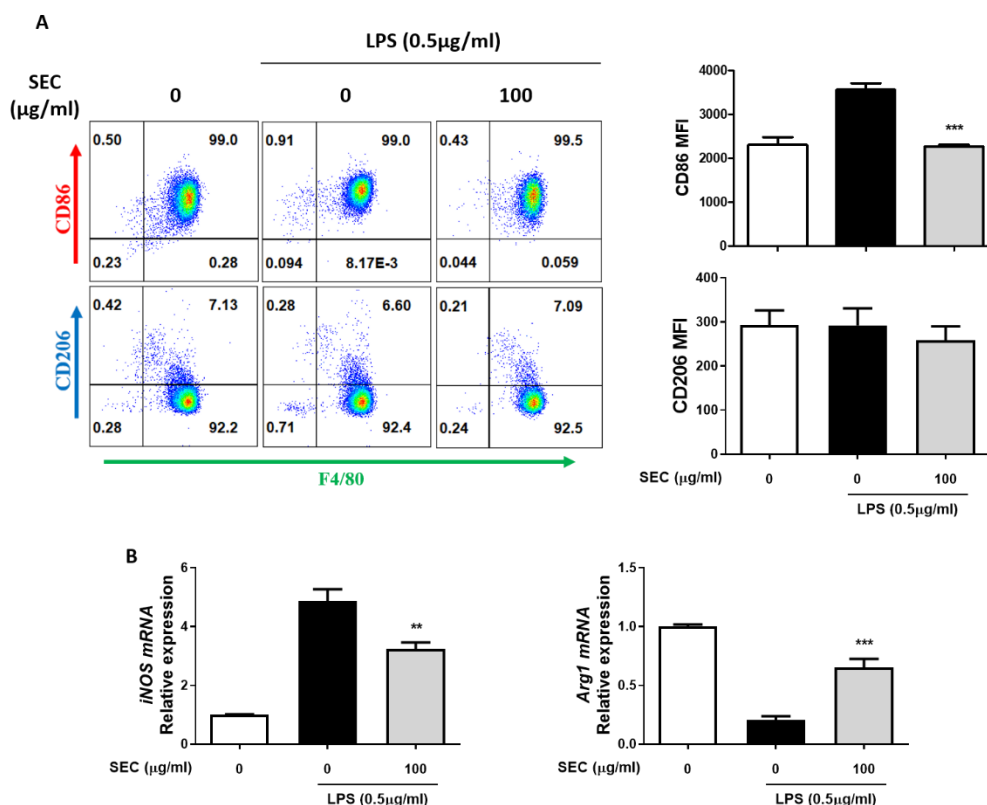 A
LPS (0.5µg/ml)
SEC
(µg/ml)
0 0 100
CD86
0.50 99.0
0.23 0.28
0.91 99.0
0.094 8.17E-3
0.43 99.5
0.044 0.059
CD206
0.42 7.13
0.28 92.2
0.28 6.60
0.71 92.4
0.21 7.09
0.24 92.5
F4/80
CD86 MFI
4000
3000
2000
1000
0
***
CD206 MFI
400
300
200
100
0
SEC (µg/ml) 0 0 100
LPS (0.5µg/ml)
B
iNOS mRNA
Relative expression
6
4
2
0
**
SEC (µg/ml) 0 0 100
LPS (0.5µg/ml)
Arg1 mRNA
Relative expression
1.5
1.0
0.5
0.0
***
SEC (µg/ml) 0 0 100
LPS (0.5µg/ml)